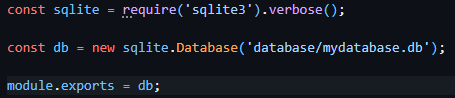 const sqlite = require('sqlite3').verbose();
const db = new sqlite.Database('database/mydatabase.db');
module.exports = db;